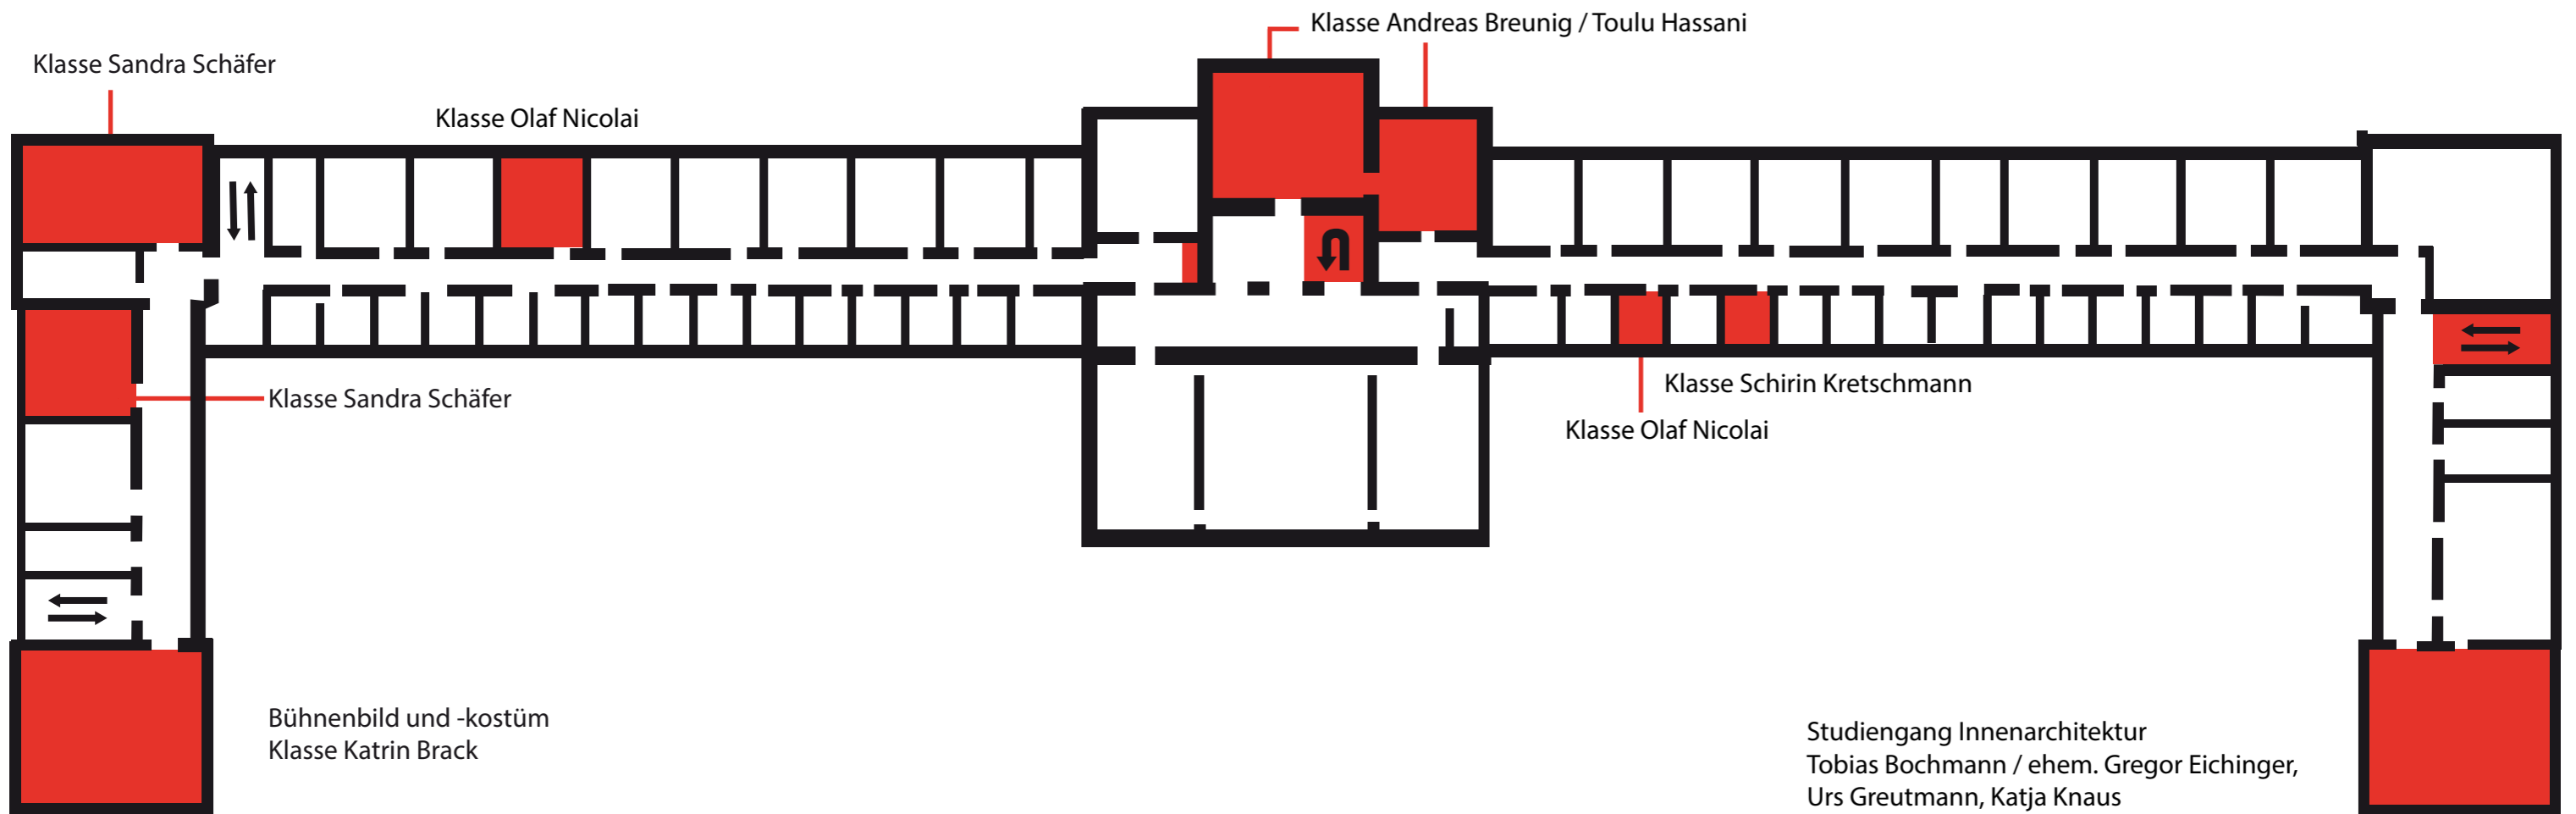 Klasse Andreas Breunig / Toulu Hassani
Klasse Sandra Schäfer
Klasse Olaf Nicolai
Klasse Schirin Kretschmann
Klasse Sandra Schäfer
Klasse Olaf Nicolai
Bühnenbild und -kostüm
Klasse Katrin Brack
Studiengang Innenarchitektur
Tobias Bochmann / ehem. Gregor Eichinger,
Urs Greutmann, Katja Knaus